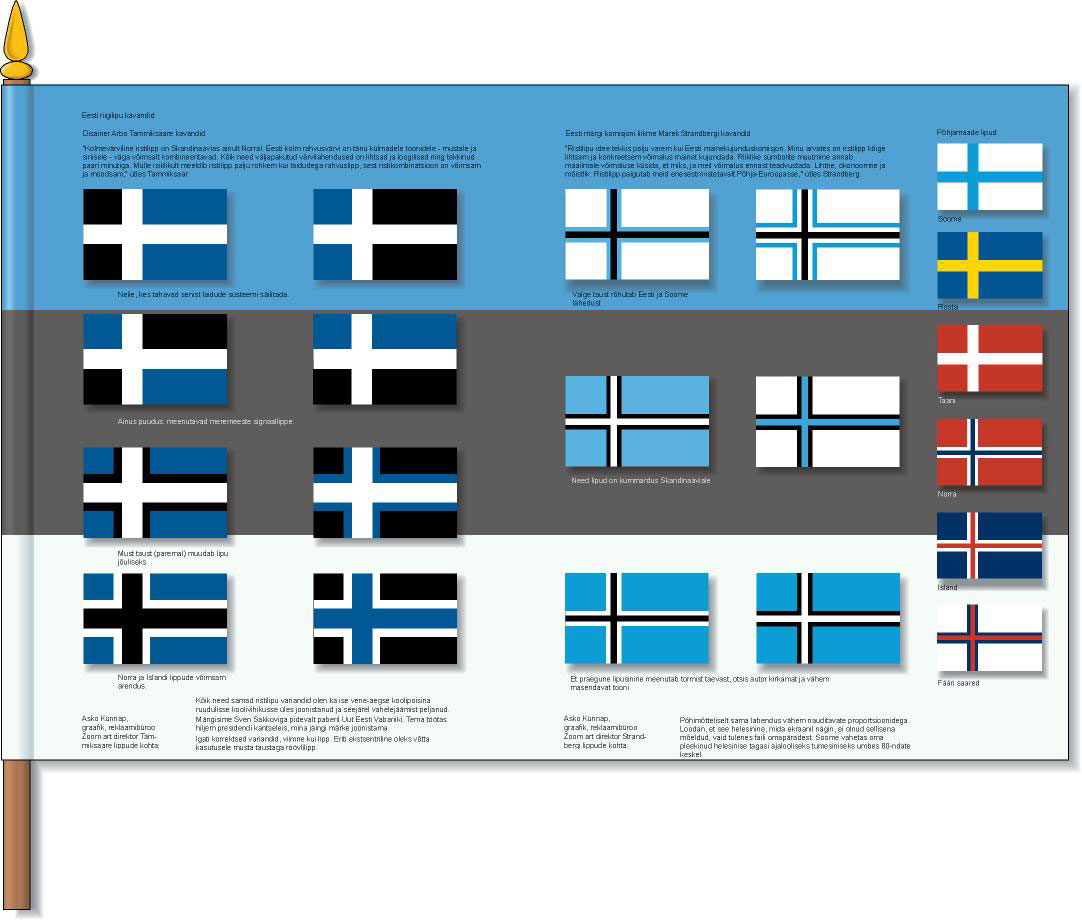 Eesti riigilipu kavandid
Disainer Arbo Tammiksaare kavandid
"Kolmevärviline ristilipp on Skandinaavias ainult Norral. Eesti kolm rahvusvärvi on tänu külmadele toonidele - mustale ja
sinisele - väga võimsalt kombineeritavad. Kõik need väljapakutud värvilahendused on lihtsad ja loogilised ning tekkinud
paari minutiga. Mulle isiklikult meeldib ristilipp palju rohkem kui laidudega rahvuslipp, sest ristkombinatsioon on võimsam
ja moodsam," ütles Tammiksaar.
Neile, kes tahavad senist laidude süsteemi säilitada.
Ainus puudus: meenutavad meremeeste signaallippe.
Must taust (paremal) muudab lipu
jõuliseks.
Norra ja Islandi lippude võimsam
arendus.
Asko Künnap,
graafik, reklaamibüroo
Zoom art direktor Tam-
miksaare lippude kohta:
Kõik need samad ristilipu variandid olen ka ise vene-aegse koolipoisina
ruudulisse koolivihikusse üles joonistanud ja seejärel vahelejäämist peljanud.
Mängisime Sven Sakkoviga pidevalt paberil Uut Eesti Vabariiki. Tema töötas
hiljem presidendi kantseleis, mina jäingi märke joonistama.
Igati korrektsed variandid, viimne kui lipp. Eriti ekstsentriline oleks võtta
kasutusele musta taustaga röövlilipp.
Eesti märgi komisjoni liikme Marek Strandbergi kavandid
"Ristilipu idee tekkis palju varem kui Eesti mainekujunduskomisjon. Minu arvates on ristilipp kõige
lihtsam ja konkreetsem võimalus mainet kujundada. Riiklike sümbolite muutmine annab
maailmale võimaluse küsida, et miks, ja meil võimalus ennast teadvustada. Lihtne, ökonoomne ja
mõistlik. Ristilipp paigutab meid enesestmõistetavalt Põhja-Euroopasse," ütles Strandberg.
Valge taust rõhutab Eesti ja Soome
lähedust
Need lipud on kummardus Skandinaaviale
Et praegune lipusinine meenutab tormist taevast, otsis autor kirkamat ja vähem
masendavat tooni
Asko Künnap,
graafik, reklaamibüroo
Zoom art direktor Strand-
bergi lippude kohta:
Põhimõtteliselt sama lahendus vähem nauditavate proportsioonidega.
Loodan, et see helesinine, mida ekraanil nägin, ei olnud sellisena
mõeldud, vaid tulenes faili omapäradest. Soome vahetas oma
pleekinud helesinise tagasi ajalooliseks tumesiniseks umbes 80-ndate
keskel.
Põhjamaade lipud.
Soome
Rootsi
Taani
Norra
Island
Fääri saared